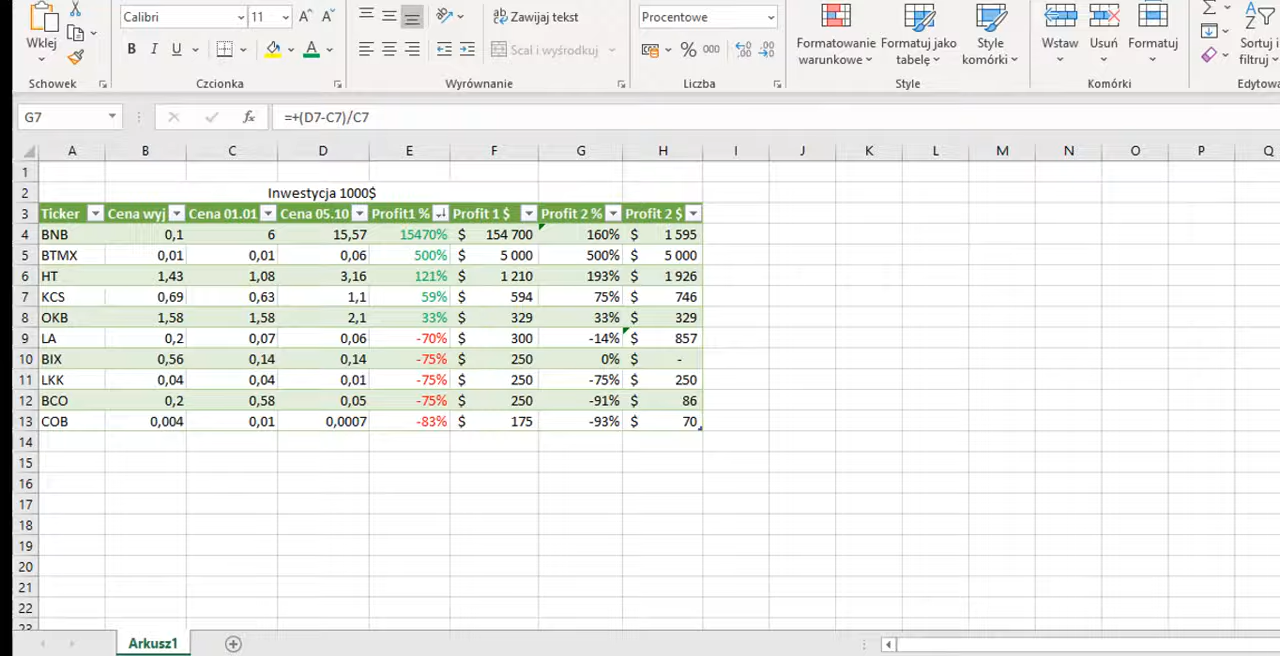 Calibri 11 A^ A˅ Zawijaj tekst Procentowe
Wklej B I U A Scal i wyśrodkuj % 000 Formatowanie warunkowe Formatuj jako tabelę Style komórki Wstaw Usuń Formatuj Sortuj i filtruj
Schowek Czcionka Wyrównanie Liczba Style Komórki Edytowa
G7 fx =+(D7-C7)/C7
A B C D E F G H I J K L M N O P Q
1
2 Inwestycja 1000$
3 Ticker Cena wyj Cena 01.01 Cena 05.10 Profit1 % Profit 1 $ Profit 2 % Profit 2 $
4 BNB 0,1 6 15,57 15470% $ 154 700 160% $ 1 595
5 BTMX 0,01 0,01 0,06 500% $ 5 000 500% $ 5 000
6 HT 1,43 1,08 3,16 121% $ 1 210 193% $ 1 926
7 KCS 0,69 0,63 1,1 59% $ 594 75% $ 746
8 OKB 1,58 1,58 2,1 33% $ 329 33% $ 329
9 LA 0,2 0,07 0,06 -70% $ 300 -14% $ 857
10 BIX 0,56 0,14 0,14 -75% $ 250 0% $ -
11 LKK 0,04 0,04 0,01 -75% $ 250 -75% $ 250
12 BCO 0,2 0,58 0,05 -75% $ 250 -91% $ 86
13 COB 0,004 0,01 0,0007 -83% $ 175 -93% $ 70
14
15
16
17
18
19
20
21
22
23
Arkusz1